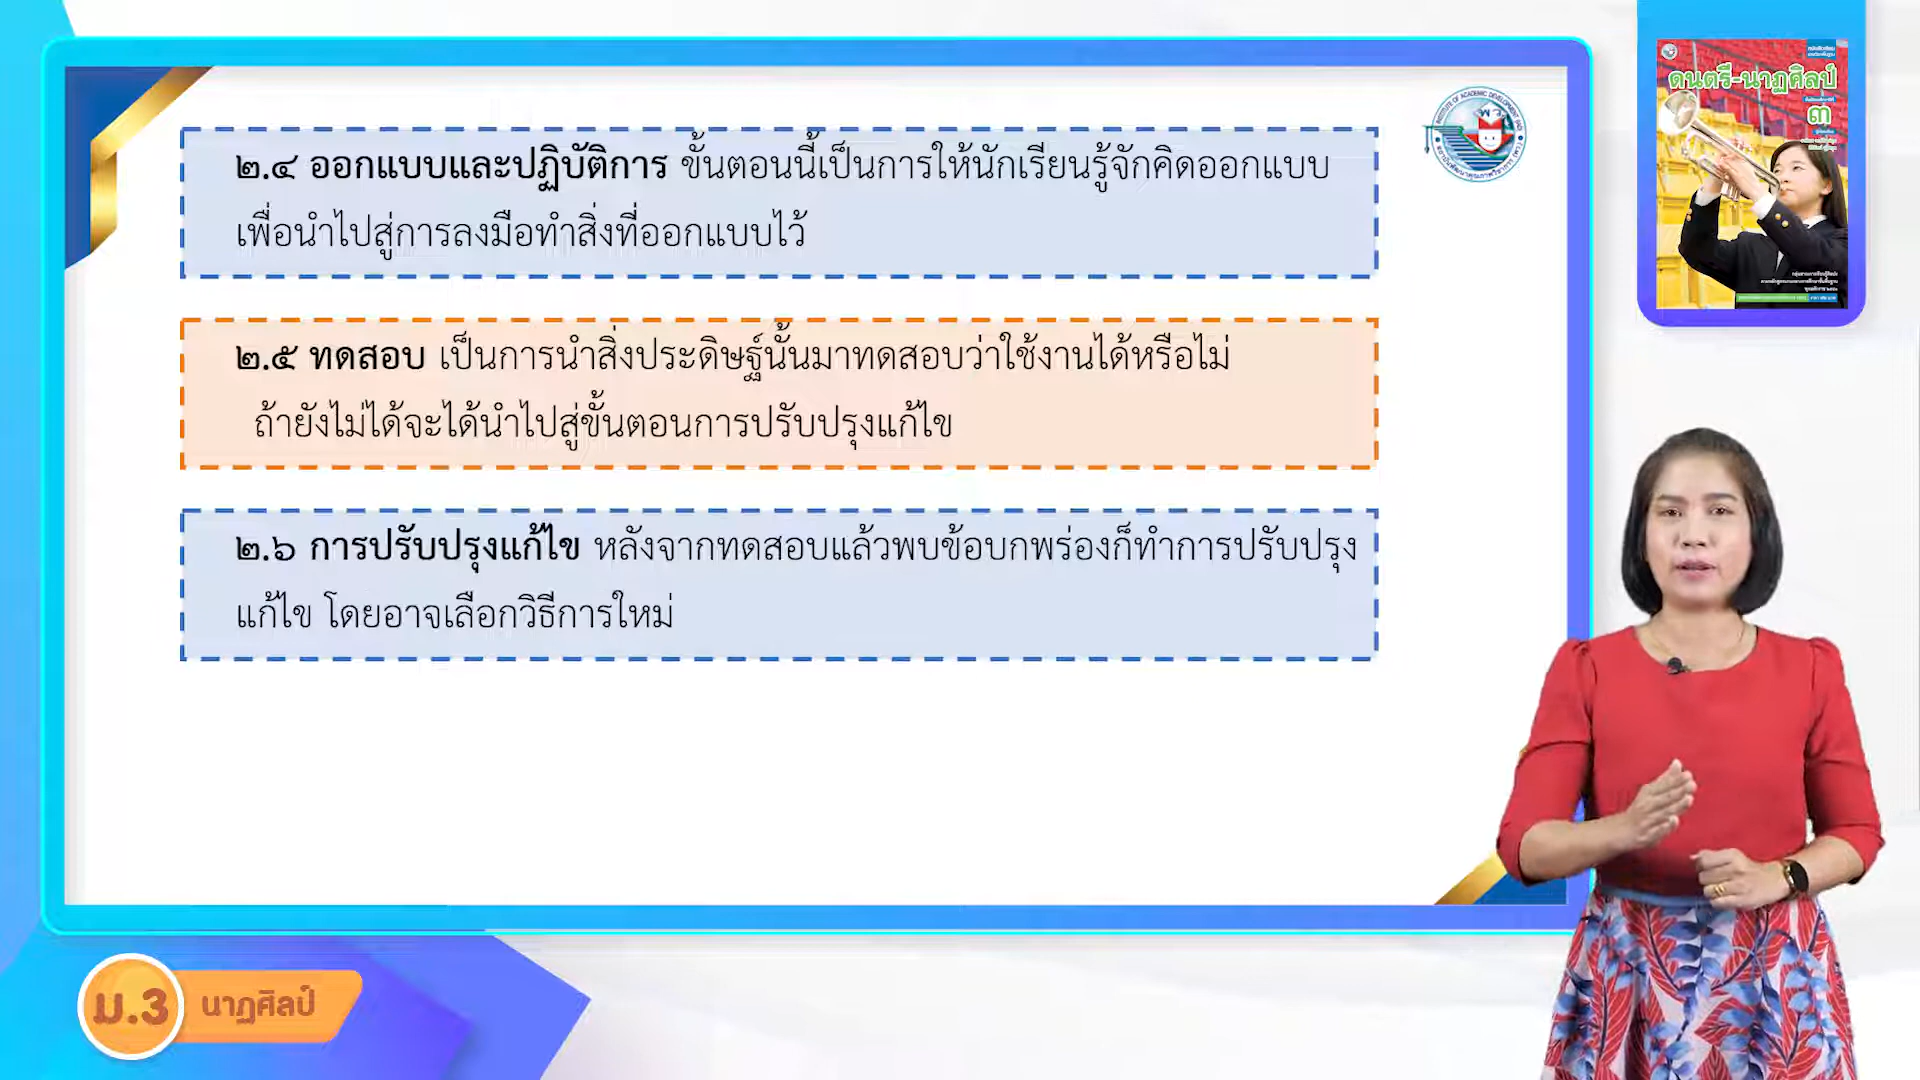 ๒.๔ ออกแบบและปฏิบัติการ ขั้นตอนนี้เป็นการให้นักเรียนรู้จักคิดออกแบบ
เพื่อนำไปสู่การลงมือทำสิ่งที่ออกแบบไว้
๒.๕ ทดสอบ เป็นการนำสิ่งประดิษฐ์นั้นมาทดสอบว่าใช้งานได้หรือไม่
ถ้ายังไม่ได้จะได้นำไปสู่ขั้นตอนการปรับปรุงแก้ไข
๒.๖ การปรับปรุงแก้ไข หลังจากทดสอบแล้วพบข้อบกพร่องก็ทำการปรับปรุง
แก้ไข โดยอาจเลือกวิธีการใหม่
พว.
ดนตรี-นาฏศิลป์
๓
ม.3 นาฏศิลป์